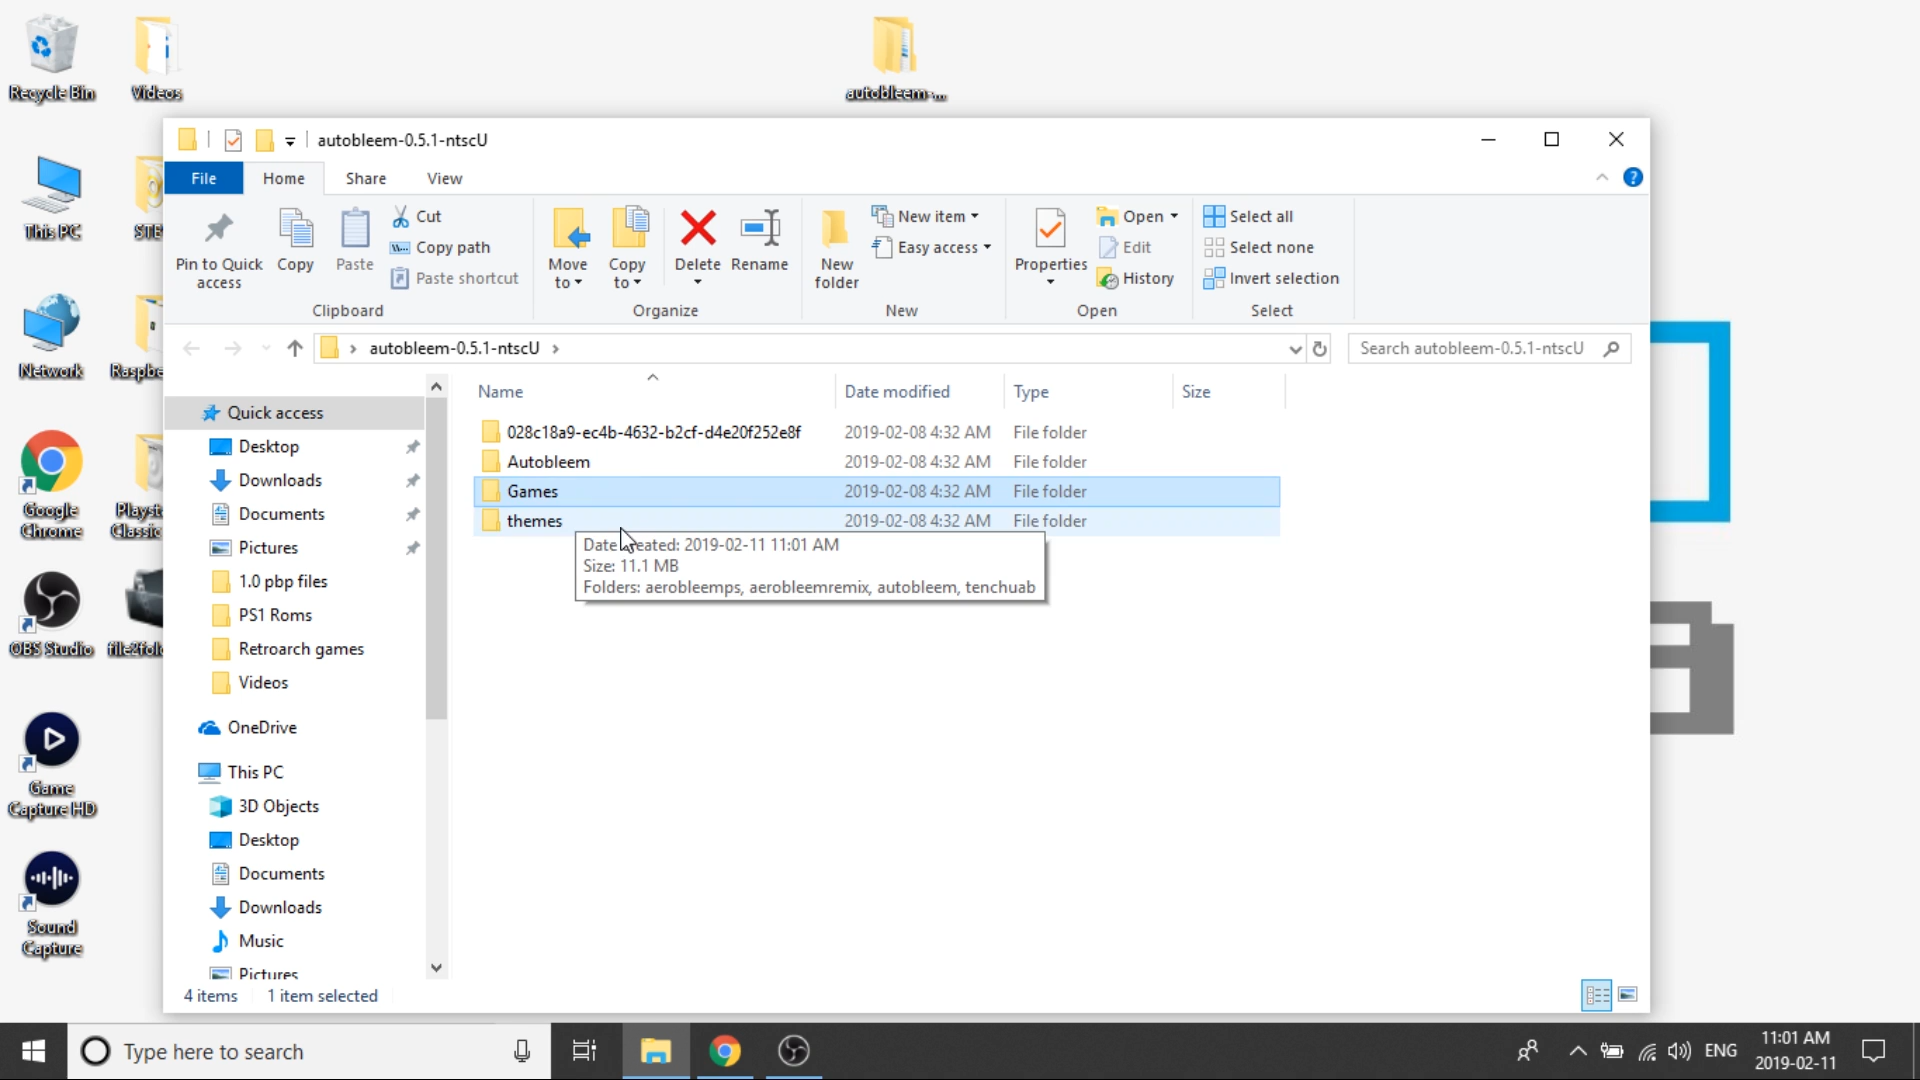 Recycle Bin
Videos
autobleem-...
This PC
STE
Network
Raspbe
Google Chrome
Playst
Classic
OBS Studio
file2fold
Game Capture HD
Sound Capture
autobleem-0.5.1-ntscU
File Home Share View
Pin to Quick access
Copy
Paste
Cut
Copy path
Paste shortcut
Clipboard
Move to
Copy to
Delete
Rename
Organize
New folder
New item
Easy access
New
Properties
Open
Edit
History
Open
Select all
Select none
Invert selection
Select
autobleem-0.5.1-ntscU
Search autobleem-0.5.1-ntscU
Quick access
Desktop
Downloads
Documents
Pictures
1.0 pbp files
PS1 Roms
Retroarch games
Videos
OneDrive
This PC
3D Objects
Desktop
Documents
Downloads
Music
Pictures
Name Date modified Type Size
028c18a9-ec4b-4632-b2cf-d4e20f252e8f 2019-02-08 4:32 AM File folder
Autobleem 2019-02-08 4:32 AM File folder
Games 2019-02-08 4:32 AM File folder
themes 2019-02-08 4:32 AM File folder
Date eated: 2019-02-11 11:01 AM
Size: 11.1 MB
Folders: aerobleemps, aerobleemremix, autobleem, tenchuab
4 items 1 item selected
Type here to search
ENG
11:01 AM
2019-02-11